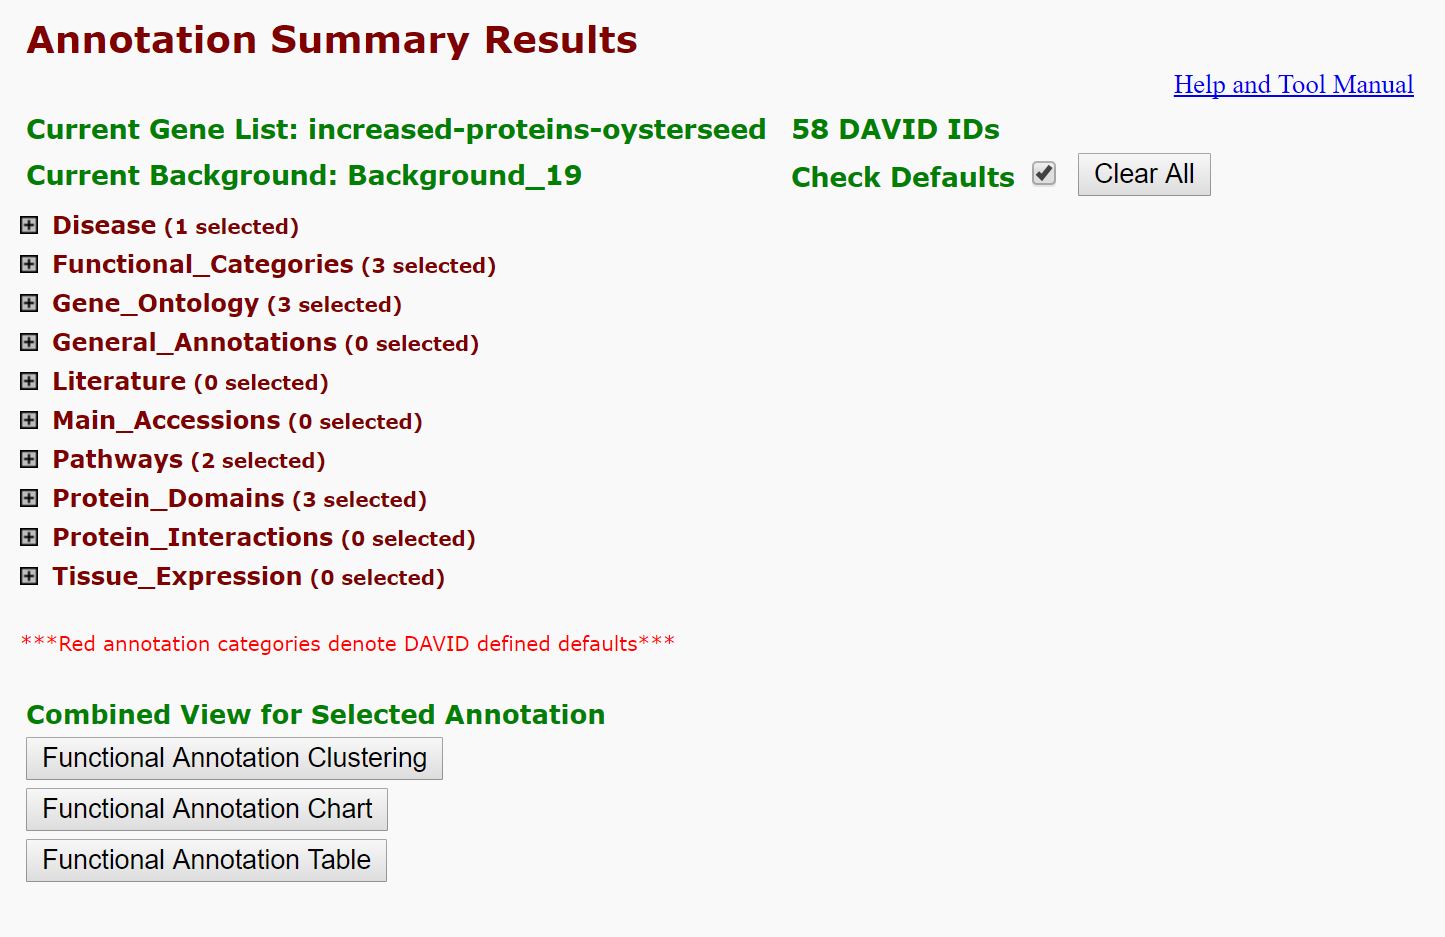 Annotation Summary Results
Help and Tool Manual
Current Gene List: increased-proteins-oysterseed 58 DAVID IDs
Current Background: Background_19 Check Defaults Clear All
Disease (1 selected)
Functional_Categories (3 selected)
Gene_Ontology (3 selected)
General_Annotations (0 selected)
Literature (0 selected)
Main_Accessions (0 selected)
Pathways (2 selected)
Protein_Domains (3 selected)
Protein_Interactions (0 selected)
Tissue_Expression (0 selected)
***Red annotation categories denote DAVID defined defaults***
Combined View for Selected Annotation
Functional Annotation Clustering
Functional Annotation Chart
Functional Annotation Table